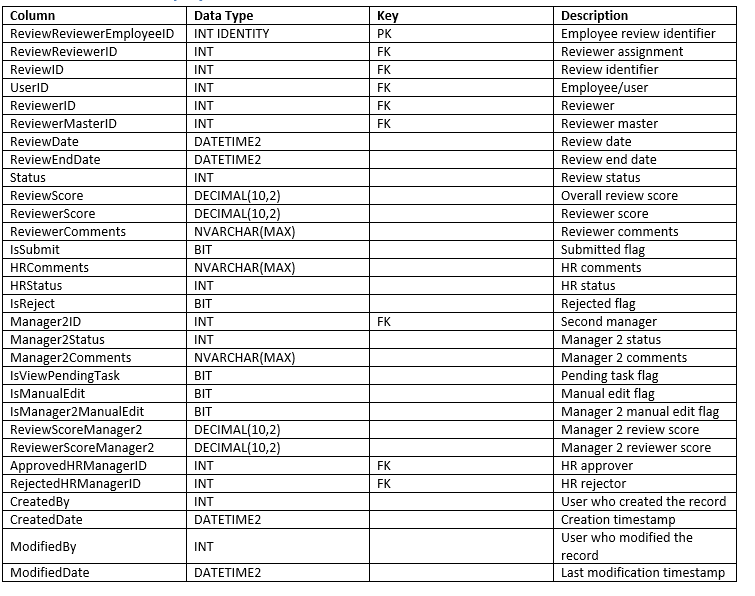 Column Data Type Key Description
ReviewReviewerEmployeeID INT IDENTITY PK Employee review identifier
ReviewReviewerID INT FK Reviewer assignment
ReviewID INT FK Review identifier
UserID INT FK Employee/user
ReviewerID INT FK Reviewer
ReviewerMasterID INT FK Reviewer master
ReviewDate DATETIME2 Review date
ReviewEndDate DATETIME2 Review end date
Status INT Review status
ReviewScore DECIMAL(10,2) Overall review score
ReviewerScore DECIMAL(10,2) Reviewer score
ReviewerComments NVARCHAR(MAX) Reviewer comments
IsSubmit BIT Submitted flag
HRComments NVARCHAR(MAX) HR comments
HRStatus INT HR status
IsReject BIT Rejected flag
Manager2ID INT FK Second manager
Manager2Status INT Manager 2 status
Manager2Comments NVARCHAR(MAX) Manager 2 comments
IsViewPendingTask BIT Pending task flag
IsManualEdit BIT Manual edit flag
IsManager2ManualEdit BIT Manager 2 manual edit flag
ReviewScoreManager2 DECIMAL(10,2) Manager 2 review score
ReviewerScoreManager2 DECIMAL(10,2) Manager 2 reviewer score
ApprovedHRManagerID INT FK HR approver
RejectedHRManagerID INT FK HR rejector
CreatedBy INT User who created the record
CreatedDate DATETIME2 Creation timestamp
ModifiedBy INT User who modified the
record
ModifiedDate DATETIME2 Last modification timestamp